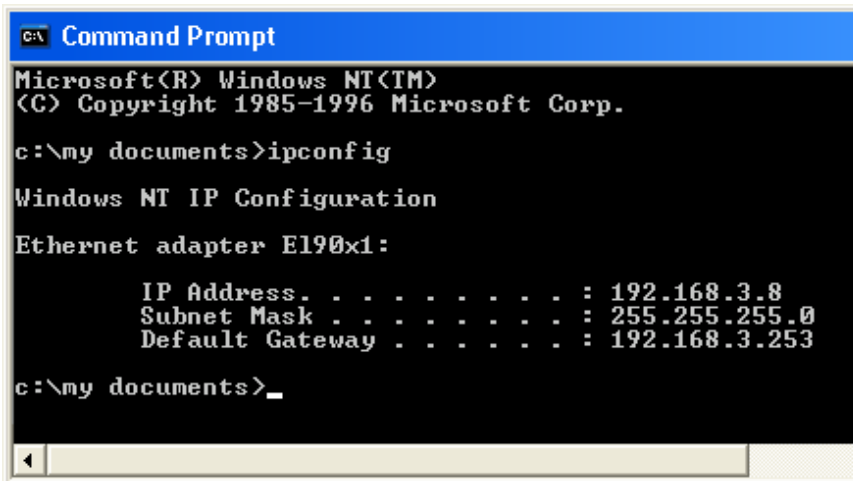 C:\ Command Prompt
Microsoft(R) Windows NT(TM)
(C) Copyright 1985-1996 Microsoft Corp.
c:\my documents>ipconfig
Windows NT IP Configuration
Ethernet adapter El90x1:
IP Address. . . . . . . . . : 192.168.3.8
Subnet Mask . . . . . . . . : 255.255.255.0
Default Gateway . . . . . . : 192.168.3.253
c:\my documents>_